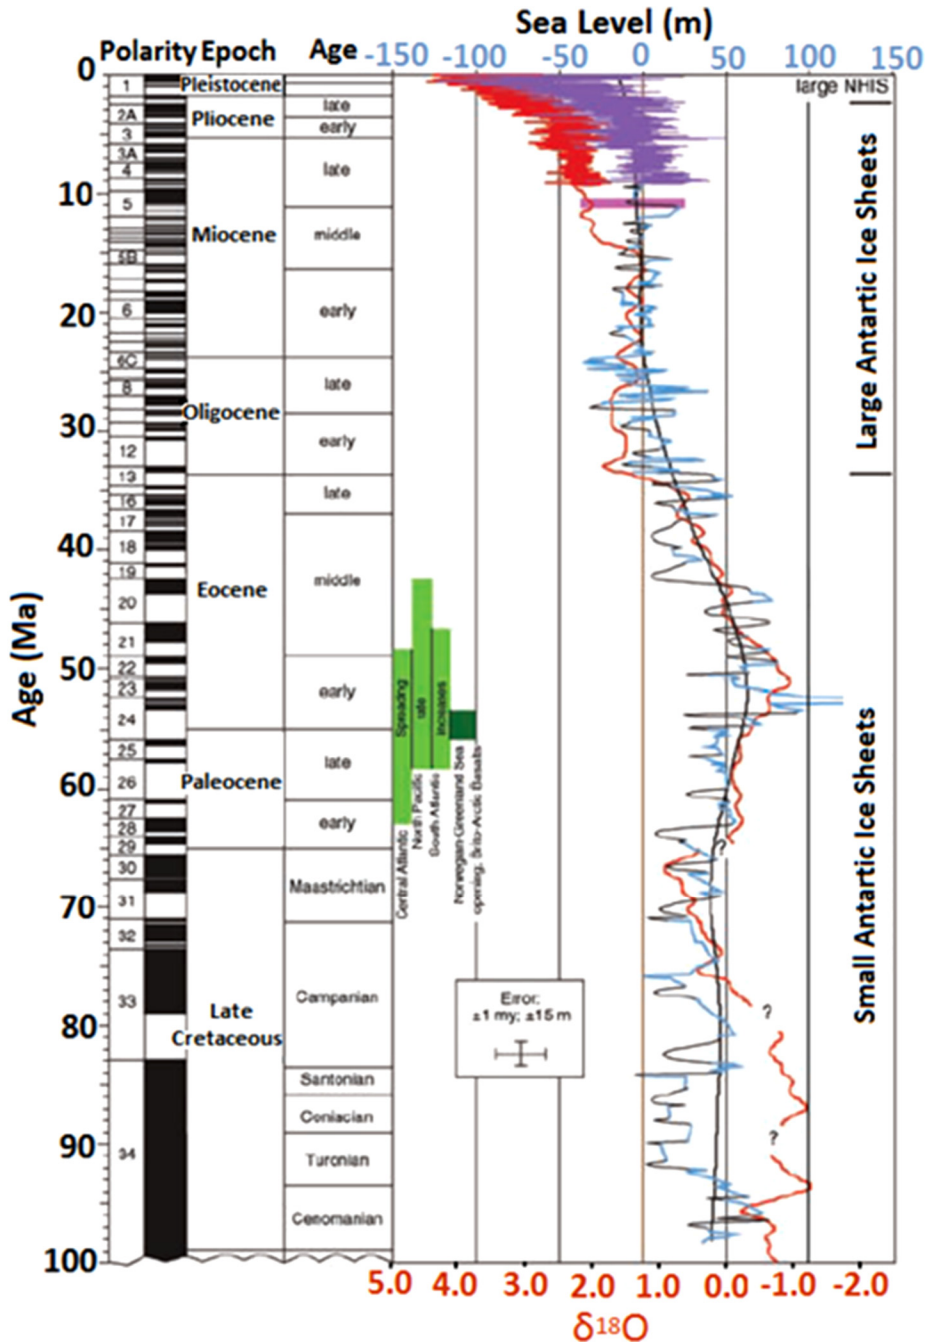 Sea Level (m)
Polarity Epoch Age -150 -100 -50 0 50 100 150
0
1 Pleistocene large NHIS
2A Pliocene late
3 early
3A
4 late
10
5
Miocene middle
5B
20
6 early
6C
8 late
Oligocene
30
12 early
13
16 late
17
40
18
19
20 Eocene middle
21
50
22
23 early
24
25
26 Paleocene late
60
27
28 early
29
30
31 Maastrichtian
70
32
33 Campanian
80
Late
Cretaceous
Santonian
Coniacian
90
34 Turonian
Cenomanian
100
Age (Ma)
Spreading
rate
increases
Central Atlantic
North Pacific
South Atlantic
Norwegian-Greenland Sea
opening, Brito-Arctic Basalts
?
?
?
Error:
±1 my; ±15 m
Large Antartic Ice Sheets
Small Antartic Ice Sheets
5.0 4.0 3.0 2.0 1.0 0.0 -1.0 -2.0
δ18O